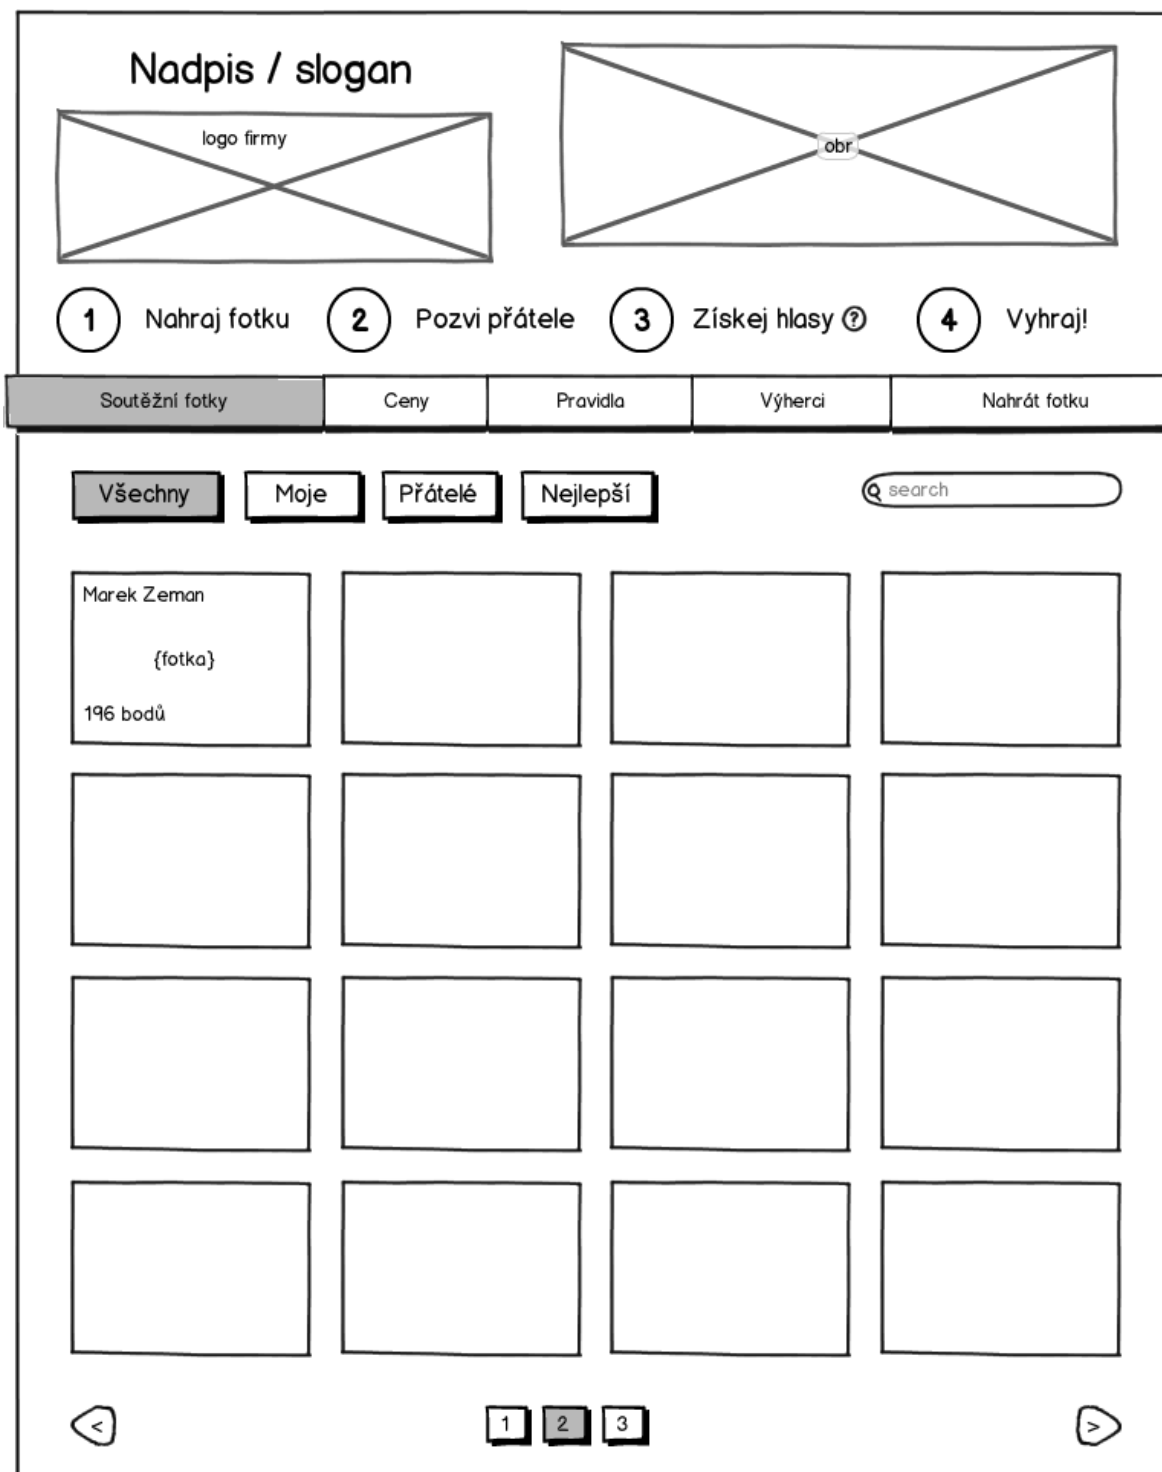 Nadpis / slogan
logo firmy
obr
1 Nahraj fotku 2 Pozvi přátele 3 Získej hlasy ? 4 Vyhraj!
Soutěžní fotky Ceny Pravidla Výherci Nahrát fotku
Všechny Moje Přátelé Nejlepší search
Marek Zeman
{fotka}
196 bodů
< 1 2 3 >